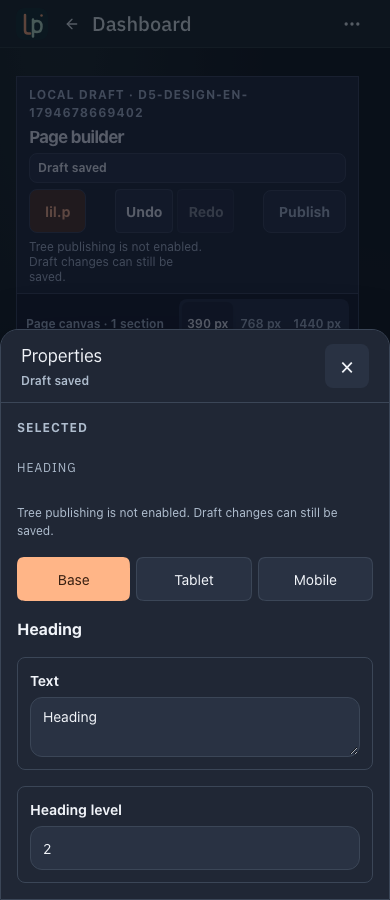 lp
Dashboard
LOCAL DRAFT · D5-DESIGN-EN-
1794678669402
Page builder
Draft saved
lil.p
Undo
Redo
Publish
Tree publishing is not enabled.
Draft changes can still be
saved.
Page canvas · 1 section
390 px
768 px
1440 px
Properties
Draft saved
SELECTED
HEADING
Tree publishing is not enabled. Draft changes can still be
saved.
Base
Tablet
Mobile
Heading
Text
Heading
Heading level
2